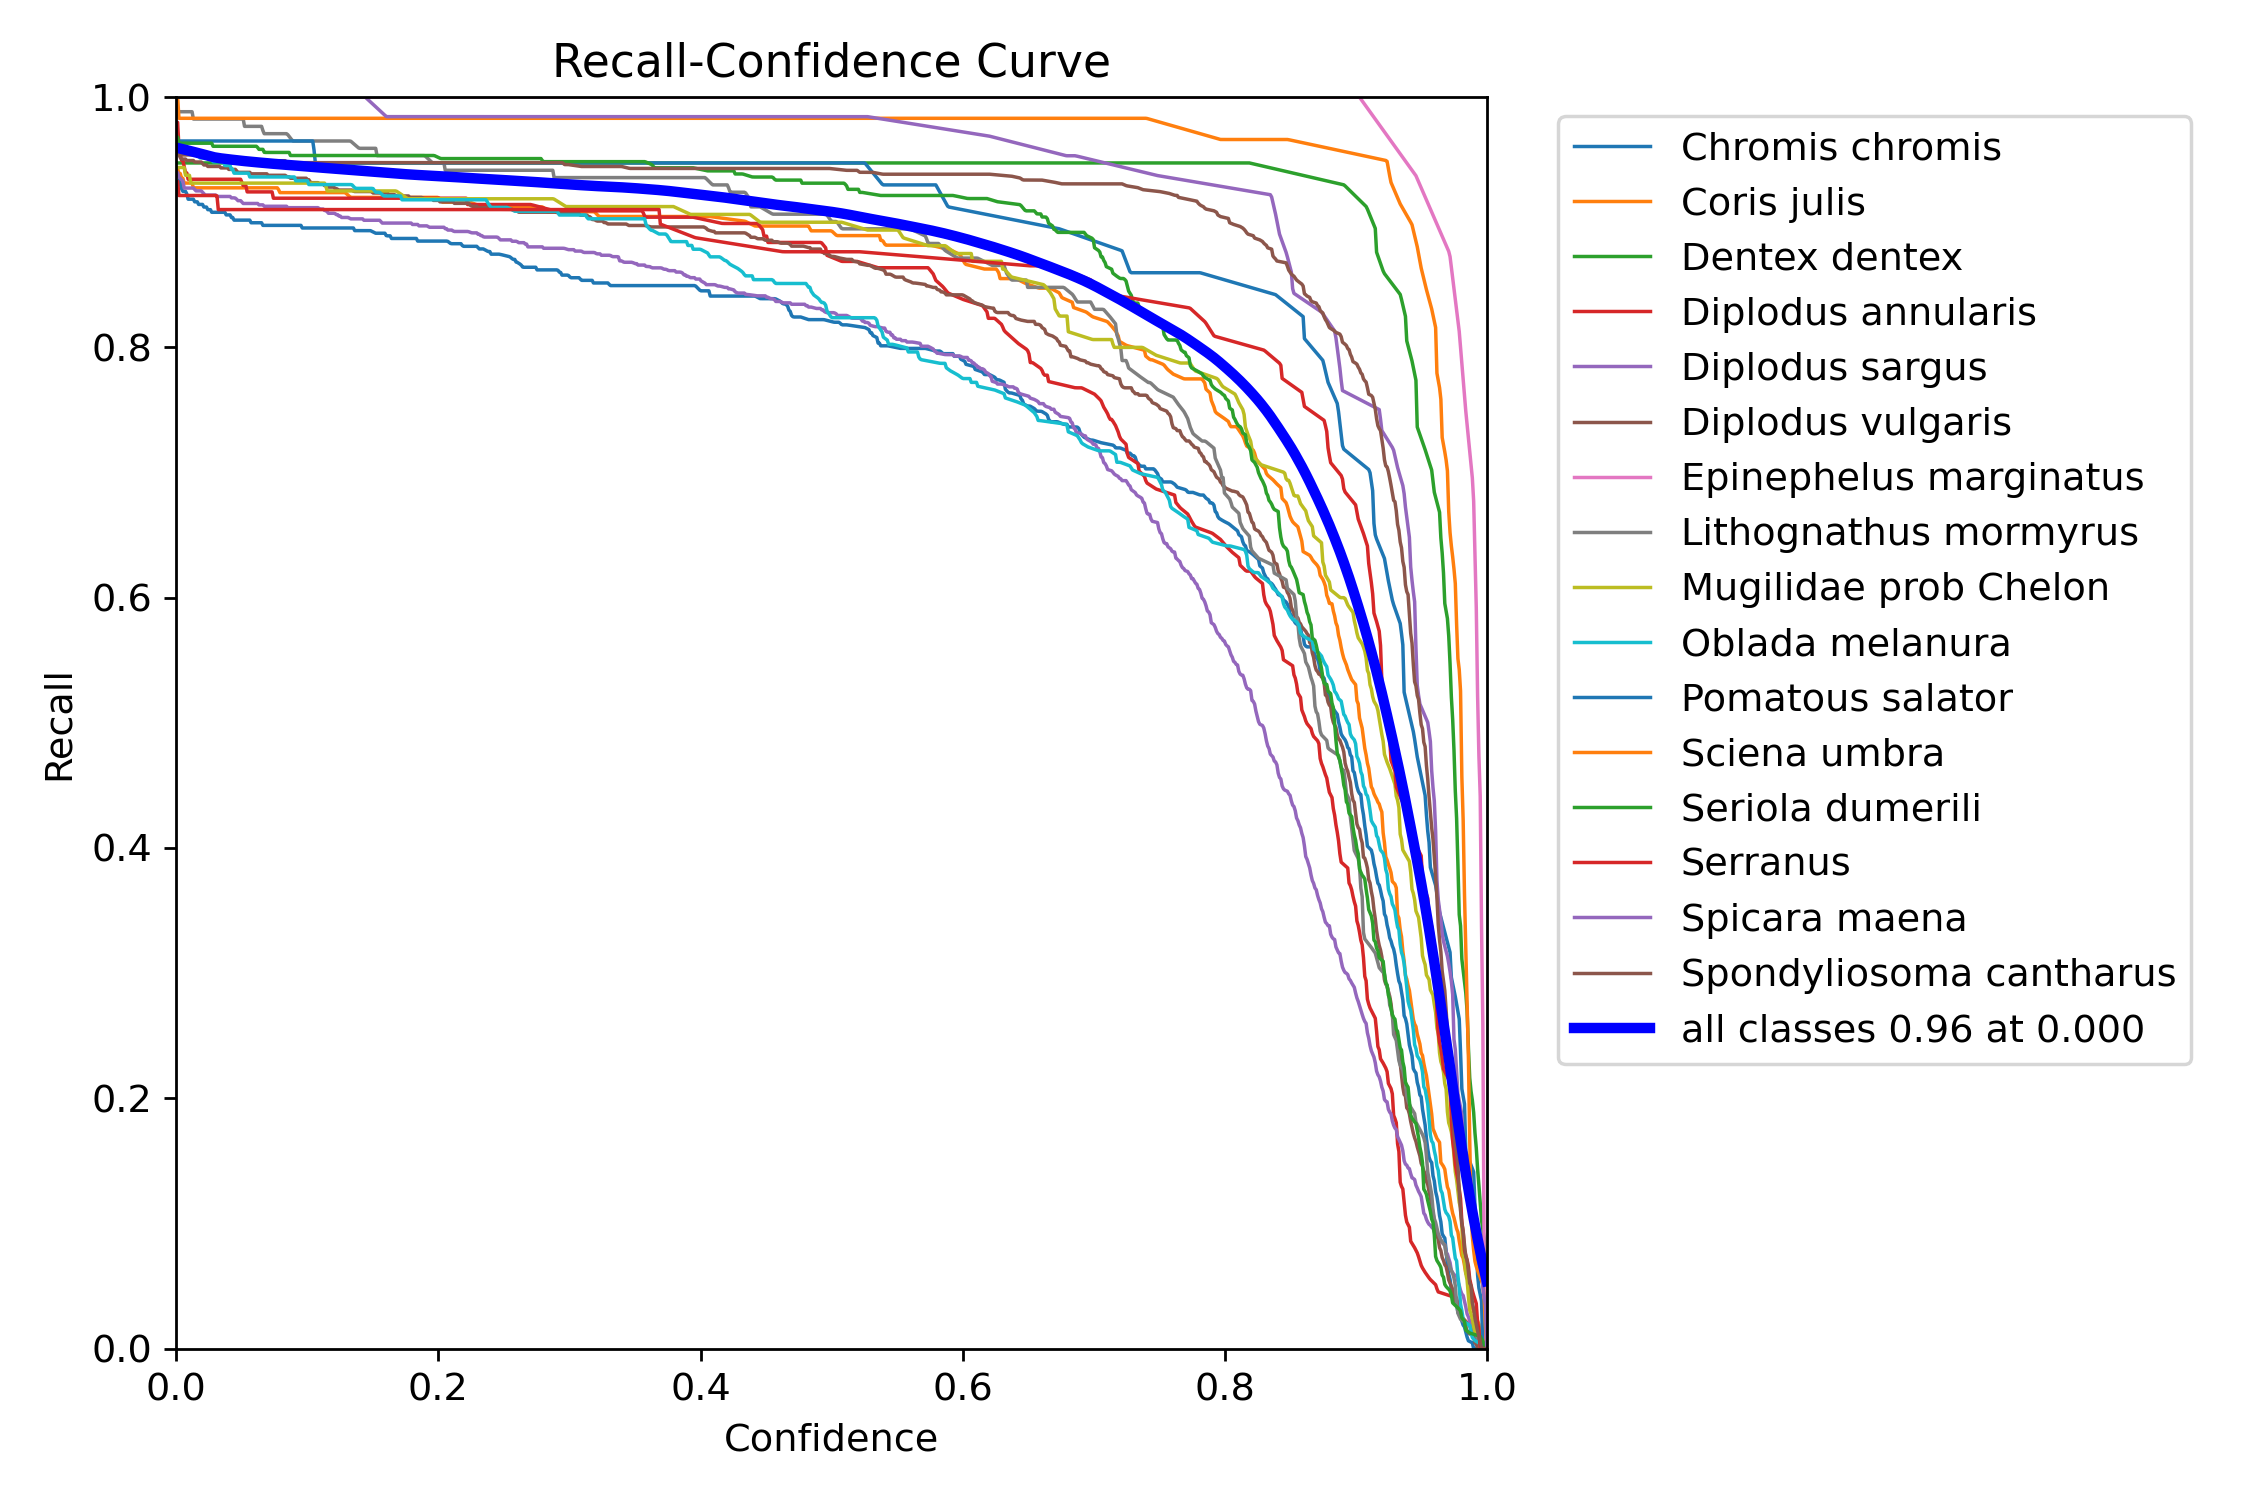 Recall-Confidence Curve
1.0
0.8
0.6
0.4
0.2
0.0
Recall
0.0 0.2 0.4 0.6 0.8 1.0
Confidence
Chromis chromis
Coris julis
Dentex dentex
Diplodus annularis
Diplodus sargus
Diplodus vulgaris
Epinephelus marginatus
Lithognathus mormyrus
Mugilidae prob Chelon
Oblada melanura
Pomatous salator
Sciena umbra
Seriola dumerili
Serranus
Spicara maena
Spondyliosoma cantharus
all classes 0.96 at 0.000